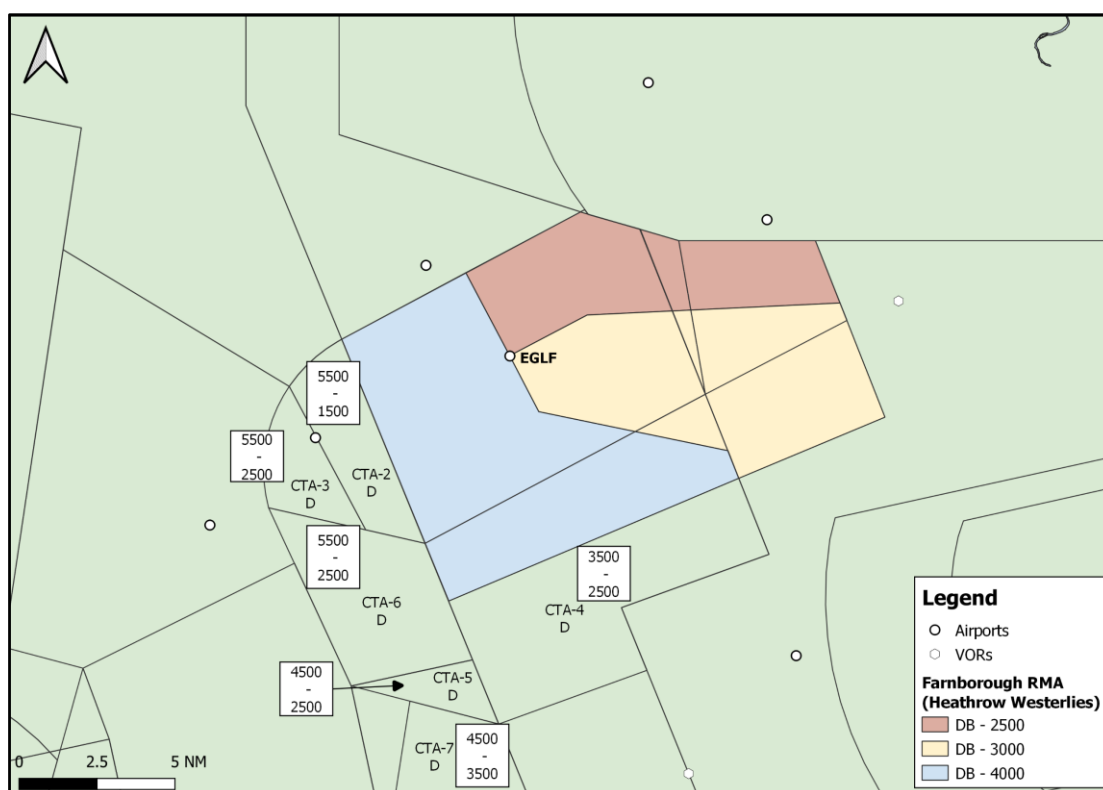 EGLF
5500
-
1500
5500
-
2500
CTA-2
D
CTA-3
D
5500
-
2500
3500
-
2500
CTA-6
D
CTA-4
D
4500
-
2500
CTA-5
D
CTA-7
D
4500
-
3500
0 2.5 5 NM
Legend
Airports
VORs
Farnborough RMA
(Heathrow Westerlies)
DB - 2500
DB - 3000
DB - 4000